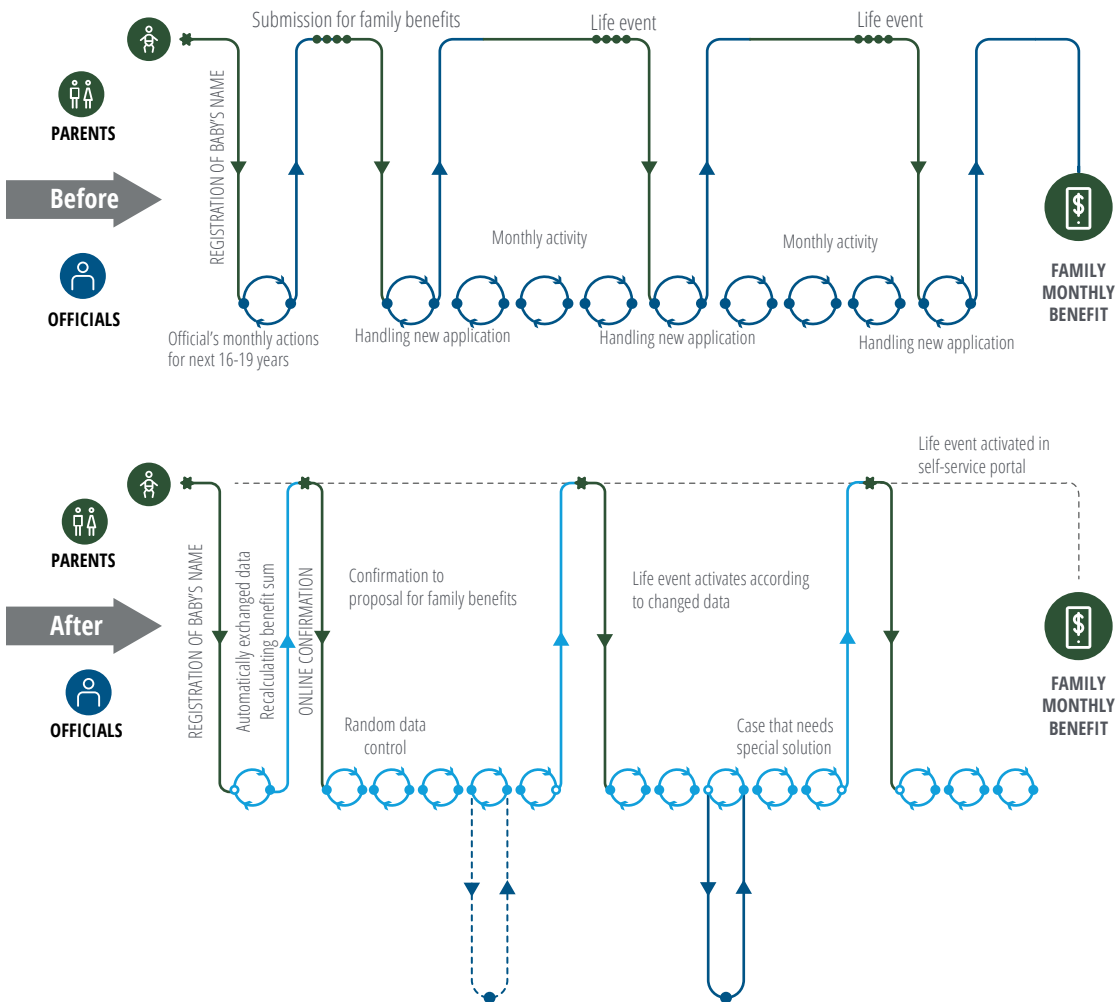 Submission for family benefits
Life event
Life event
PARENTS
REGISTRATION OF BABY'S NAME
Before
$
Monthly activity
Monthly activity
OFFICIALS
FAMILY
MONTHLY
BENEFIT
Official's monthly actions
for next 16-19 years
Handling new application
Handling new application
Handling new application
Life event activated in
self-service portal
PARENTS
REGISTRATION OF BABY'S NAME
Automatically exchanged data
Recalculating benefit sum
ONLINE CONFIRMATION
Confirmation to
proposal for family benefits
Life event activates according
to changed data
After
$
OFFICIALS
FAMILY
MONTHLY
BENEFIT
Random data
control
Case that needs
special solution